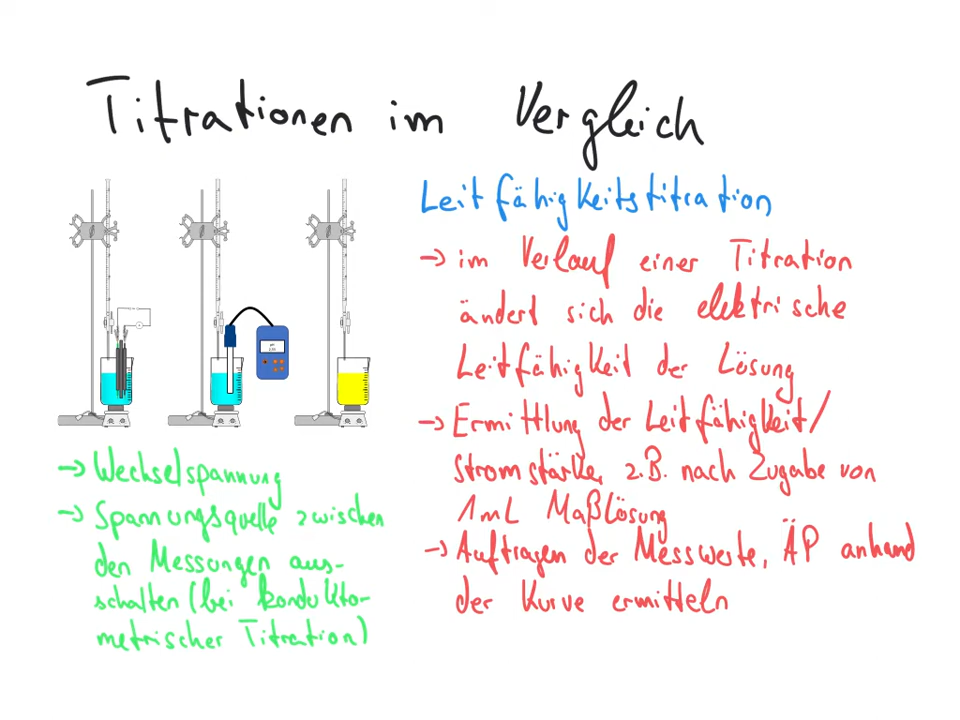 Titrationen im Vergleich
Leitfähigkeitstitration
→ im Verlauf einer Titration
ändert sich die elektrische
Leitfähigkeit der Lösung
→ Ermittlung der Leitfähigkeit/
Stromstärke z.B. nach Zugabe von
1mL Maßlösung
→ Auftragen der Messwerte, ÄP anhand
der Kurve ermitteln
→ Wechselspannung
→ Spannungsquelle zwischen
den Messungen aus-
schalten (bei kondukto-
metrischer Titration)